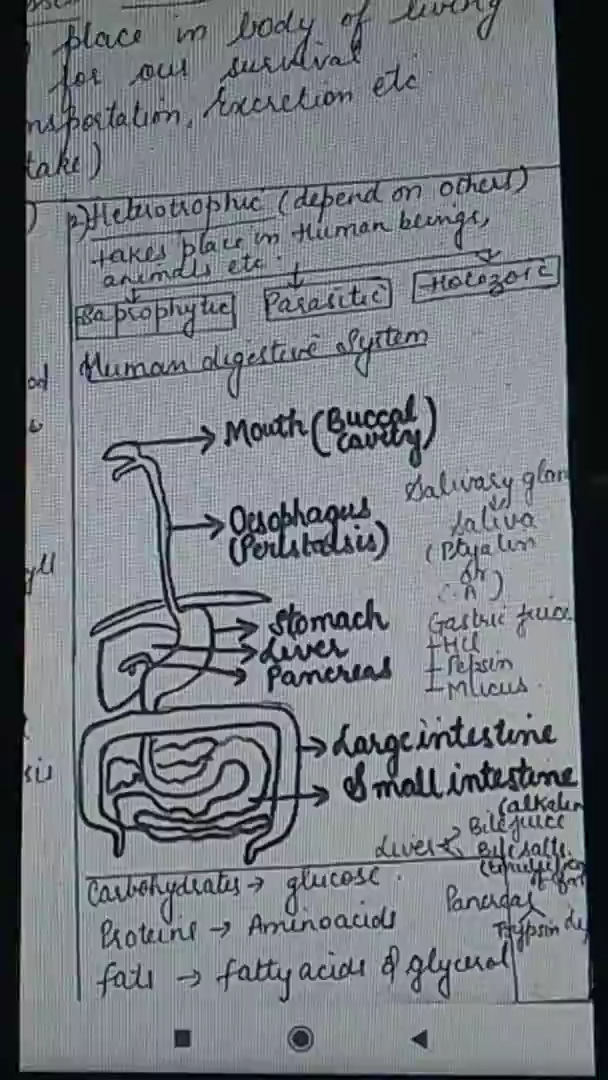 place in body of living
for our survival
nsportation, Excretion etc
take)
2) Heterotrophic (depend on others)
takes place in Human beings,
animals etc.
Saprophytic Parasitic Holozoic
Human digestive System
Mouth (Buccal cavity)
Salivary glan
Saliva
Oesophagus
(Peristalsis)
(Ptyalin
or
S.A)
Stomach
Liver
Pancreas
Gastric juice
HCl
Pepsin
Mucus.
Large intestine
Small intestine
(alkalin
Liver Bile juice
Bile salts.
Carbohydrates → glucose.
Proteins → Aminoacids
Pancreas
Trypsin
fats → fatty acids & glycerol